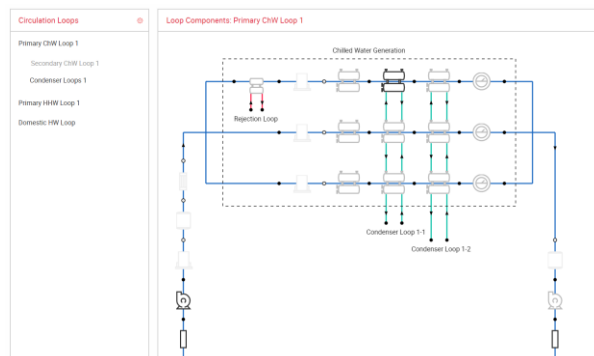 Circulation Loops
Primary ChW Loop 1
Secondary ChW Loop 1
Condenser Loops 1
Primary HHW Loop 1
Domestic HW Loop
Loop Components: Primary ChW Loop 1
Chilled Water Generation
Rejection Loop
Condenser Loop 1-1
Condenser Loop 1-2